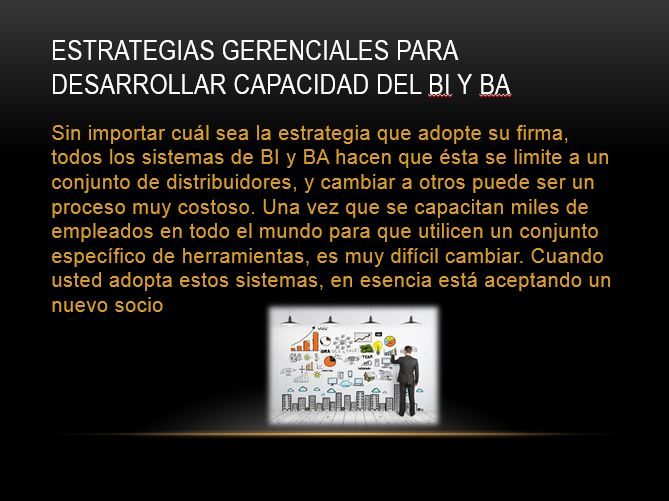 ESTRATEGIAS GERENCIALES PARA
DESARROLLAR CAPACIDAD DEL BI Y BA
Sin importar cuál sea la estrategia que adopte su firma,
todos los sistemas de BI y BA hacen que ésta se limite a un
conjunto de distribuidores, y cambiar a otros puede ser un
proceso muy costoso. Una vez que se capacitan miles de
empleados en todo el mundo para que utilicen un conjunto
específico de herramientas, es muy difícil cambiar. Cuando
usted adopta estos sistemas, en esencia está aceptando un
nuevo socio
IDEA
TEAM